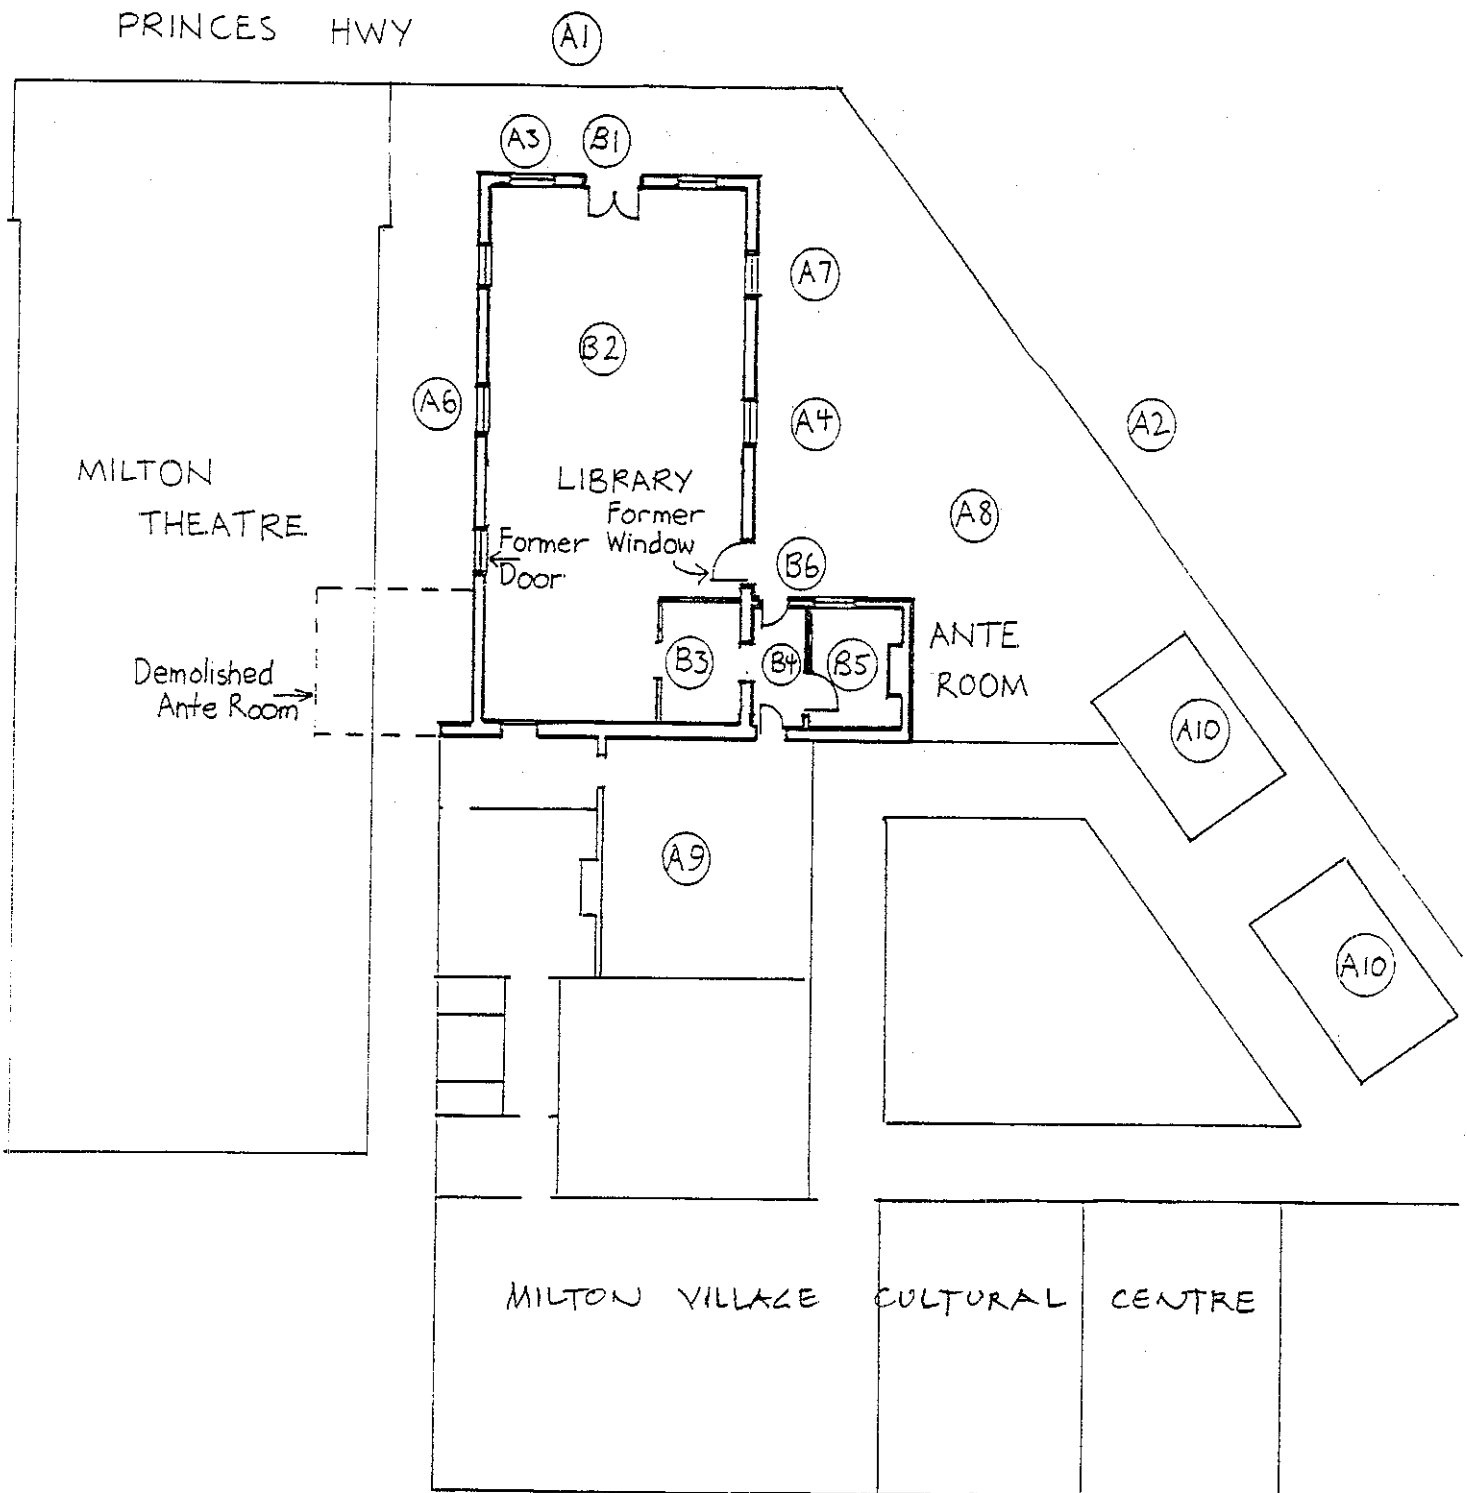 PRINCES HWY
A1
A3
B1
A7
B2
A6
A4
A2
MILTON
THEATRE
LIBRARY
Former
Window
Former
Door
A8
B6
B3
B4
B5
ANTE
ROOM
Demolished
Ante Room
A10
A9
A10
MILTON VILLAGE CULTURAL CENTRE